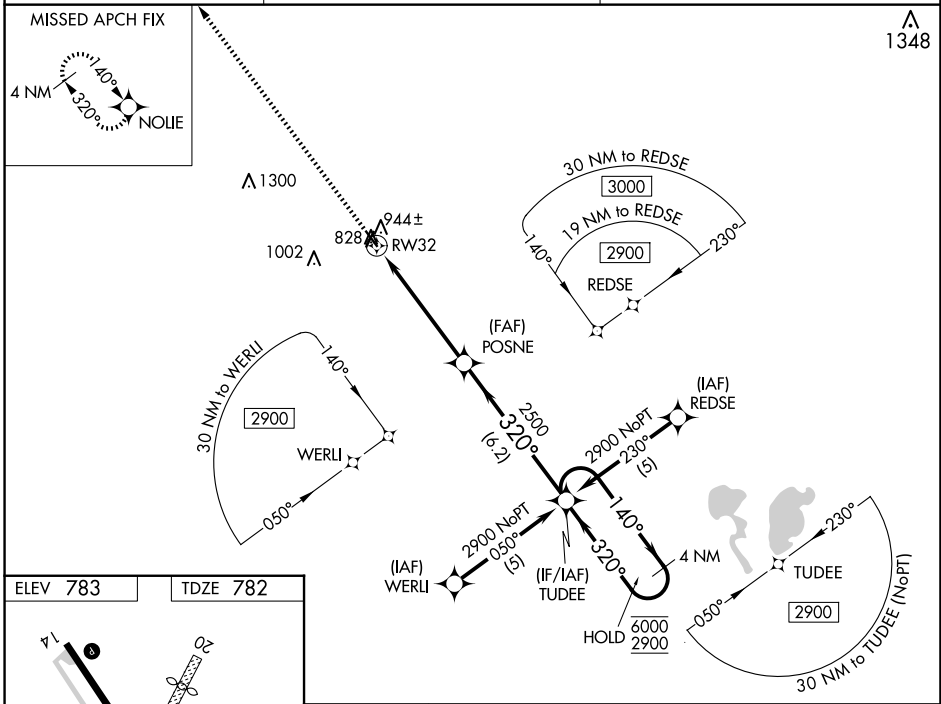 MISSED APCH FIX
140°
4 NM
320°
NOLIE
1348
1300
944±
828
RW32
1002
30 NM to REDSE
3000
19 NM to REDSE
2900
140°
230°
REDSE
(FAF)
POSNE
30 NM to WERLI
140°
2900
WERLI
050°
2500
320°
(6.2)
(IAF)
REDSE
2900 NoPT
230°
(5)
2900 NoPT
050°
(5)
(IAF)
WERLI
(IF/IAF)
TUDEE
140°
320°
4 NM
HOLD
6000
2900
230°
TUDEE
050°
2900
30 NM to TUDEE (NoPT)
ELEV 783
TDZE 782
14
P
20